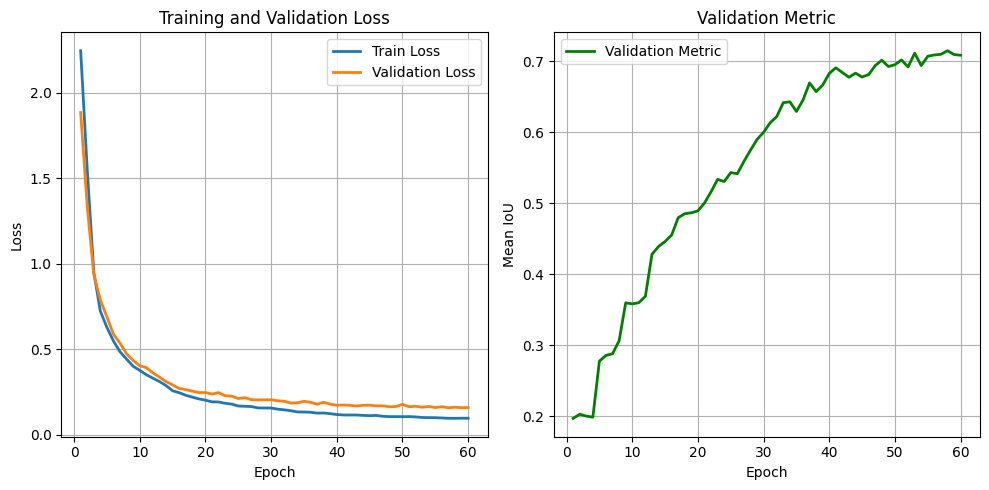 Training and Validation Loss
Train Loss
Validation Loss
2.0
1.5
1.0
0.5
0.0
Loss
0 10 20 30 40 50 60
Epoch
Validation Metric
Validation Metric
0.7
0.6
0.5
0.4
0.3
0.2
Mean IoU
0 10 20 30 40 50 60
Epoch